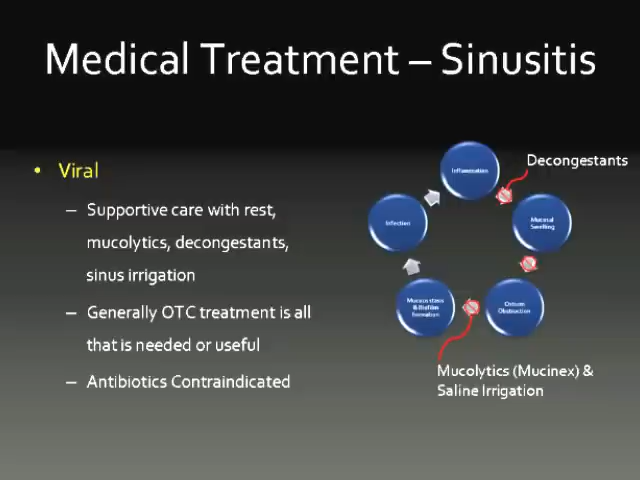 Medical Treatment – Sinusitis
• Viral
– Supportive care with rest,
mucolytics, decongestants,
sinus irrigation
– Generally OTC treatment is all
that is needed or useful
– Antibiotics Contraindicated
Decongestants
Inflammation
Mucosal
Swelling
Ostium
Obstruction
Mucus stasis
& Biofilm
Formation
Infection
Mucolytics (Mucinex) &
Saline Irrigation